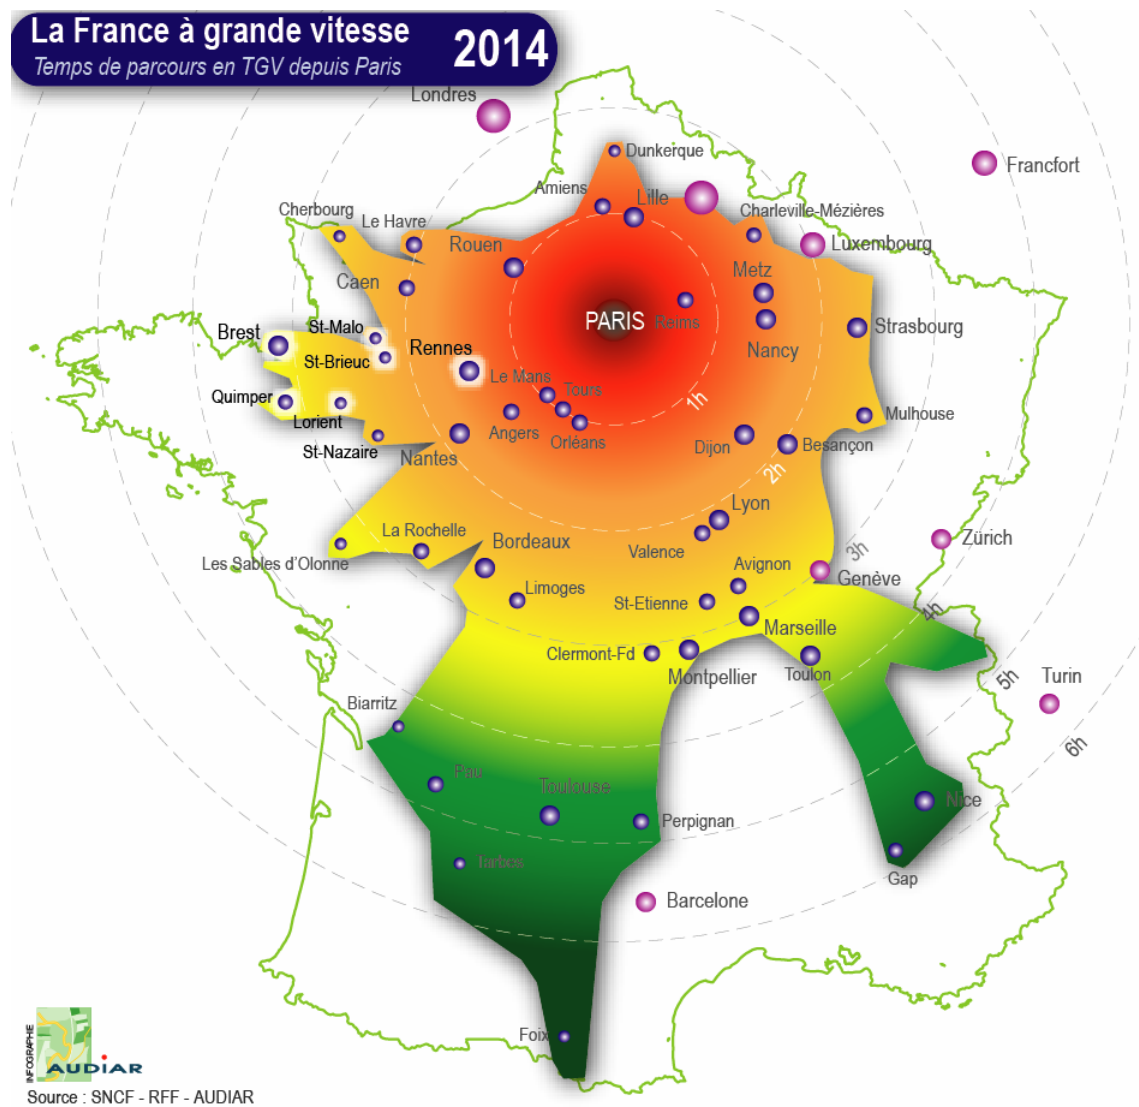 La France à grande vitesse
2014
Temps de parcours en TGV depuis Paris
Londres
Dunkerque
Francfort
Amiens
Lille
Charleville-Mézières
Cherbourg
Le Havre
Rouen
Luxembourg
Metz
Caen
PARIS
Reims
St-Malo
Brest
Strasbourg
Rennes
Nancy
St-Brieuc
Le Mans
Tours
Quimper
1h
Lorient
Mulhouse
Angers
Orléans
Dijon
Besançon
St-Nazaire
Nantes
2h
Lyon
La Rochelle
Bordeaux
Valence
3h
Zürich
Les Sables d'Olonne
Avignon
Genève
Limoges
St-Etienne
4h
Marseille
Clermont-Fd
Montpellier
Toulon
5h
Turin
Biarritz
6h
Pau
Toulouse
Nice
Perpignan
Tarbes
Gap
Barcelone
Foix
INFOGRAPHIE
AUDIAR
Source : SNCF - RFF - AUDIAR